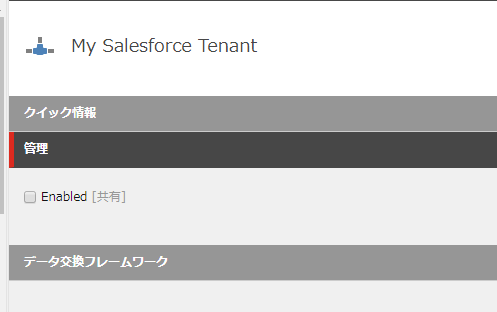 My Salesforce Tenant
クイック情報
管理
Enabled [共有]
データ交換フレームワーク